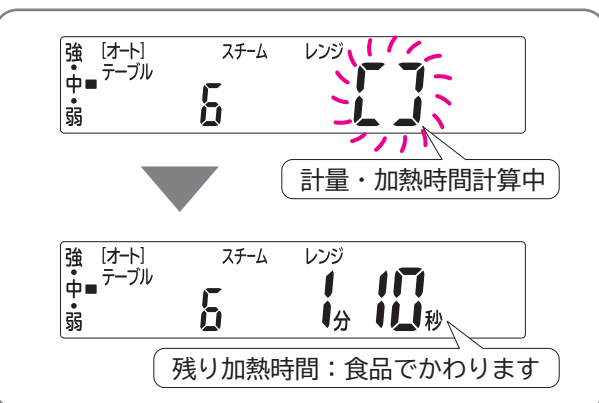 強・中・弱 [オート] テーブル スチーム レンジ
6
計量・加熱時間計算中
強・中・弱 [オート] テーブル スチーム レンジ
6 1分 10秒
残り加熱時間：食品でかわります